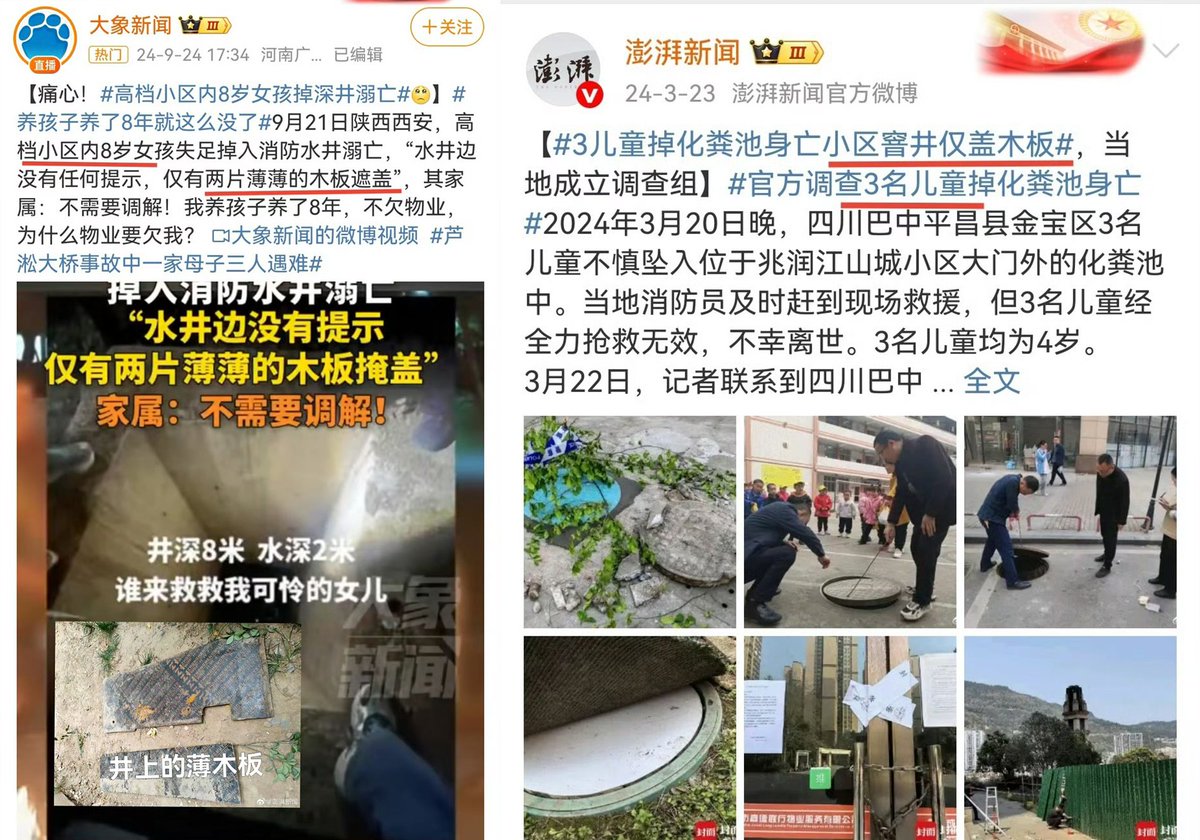 大象新闻 III
直播
热门 24-9-24 17:34 河南广... 已编辑
+关注
【痛心！#高档小区内8岁女孩掉深井溺亡#】#
养孩子养了8年就这么没了#9月21日陕西西安，高
档小区内8岁女孩失足掉入消防水井溺亡，“水井边
没有任何提示，仅有两片薄薄的木板遮盖”，其家
属：不需要调解！我养孩子养了8年，不欠物业，
为什么物业要欠我？大象新闻的微博视频 #芦
淞大桥事故中一家母子三人遇难#
掉入消防水井溺亡
“水井边没有提示
仅有两片薄薄的木板掩盖”
家属：不需要调解！
井深8米 水深2米
谁来救救我可怜的女儿
大象
新闻
井上的薄木板
澎湃
澎湃新闻 III
24-3-23 澎湃新闻官方微博
【#3儿童掉化粪池身亡小区窨井仅盖木板#，当
地成立调查组】#官方调查3名儿童掉化粪池身亡
#2024年3月20日晚，四川巴中平昌县金宝区3名
儿童不慎坠入位于兆润江山城小区大门外的化粪池
中。当地消防员及时赶到现场救援，但3名儿童经
全力抢救无效，不幸离世。3名儿童均为4岁。
3月22日，记者联系到四川巴中 ... 全文
封面
封面
封面